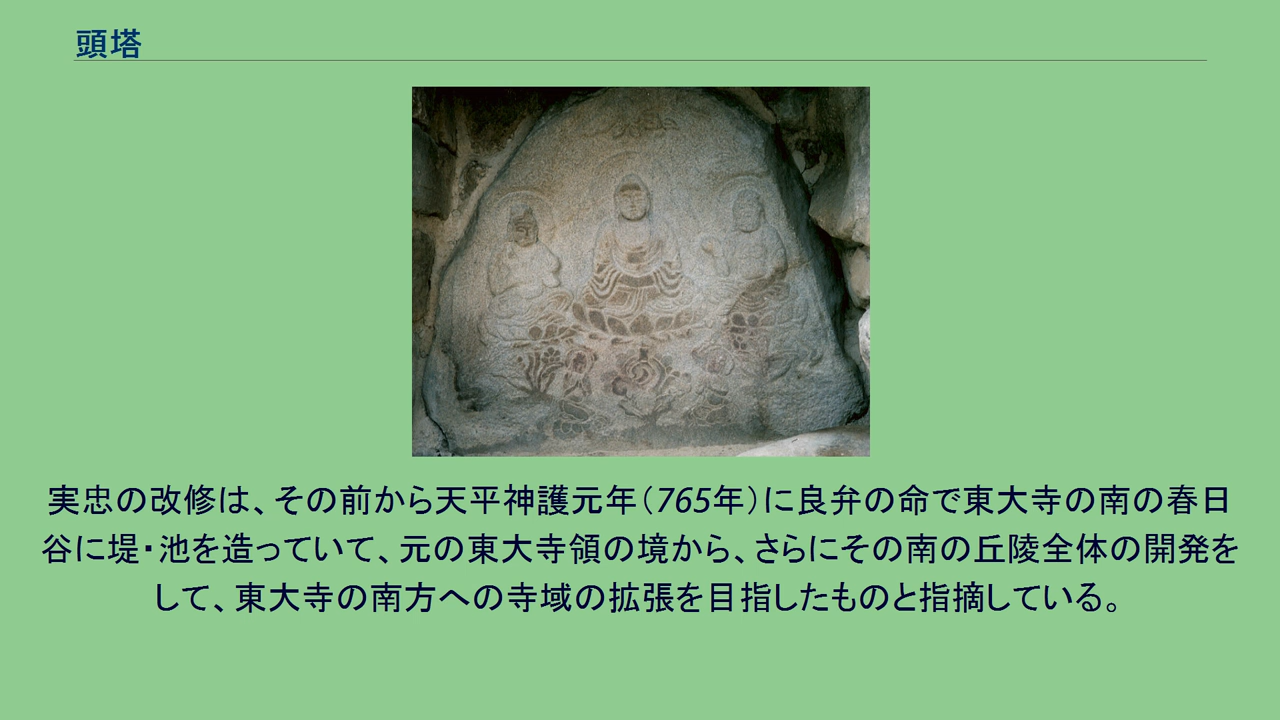 頭塔
実忠の改修は、その前から天平神護元年（765年）に良弁の命で東大寺の南の春日
谷に堤・池を造っていて、元の東大寺領の境から、さらにその南の丘陵全体の開発を
して、東大寺の南方への寺域の拡張を目指したものと指摘している。